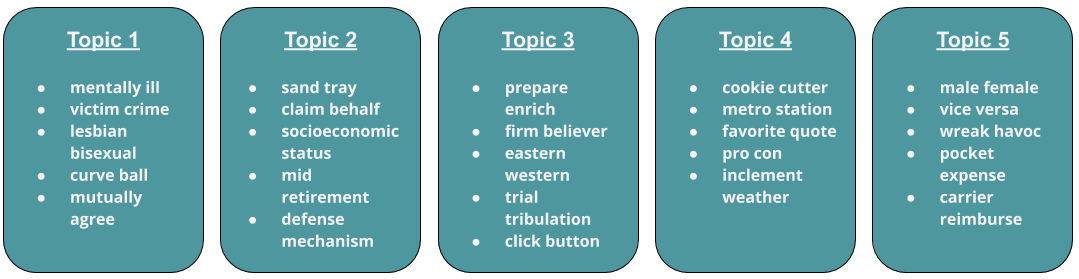 Topic 1
● mentally ill
● victim crime
● lesbian
bisexual
● curve ball
● mutually
agree
Topic 2
● sand tray
● claim behalf
● socioeconomic
status
● mid
retirement
● defense
mechanism
Topic 3
● prepare
enrich
● firm believer
● eastern
western
● trial
tribulation
● click button
Topic 4
● cookie cutter
● metro station
● favorite quote
● pro con
● inclement
weather
Topic 5
● male female
● vice versa
● wreak havoc
● pocket
expense
● carrier
reimburse